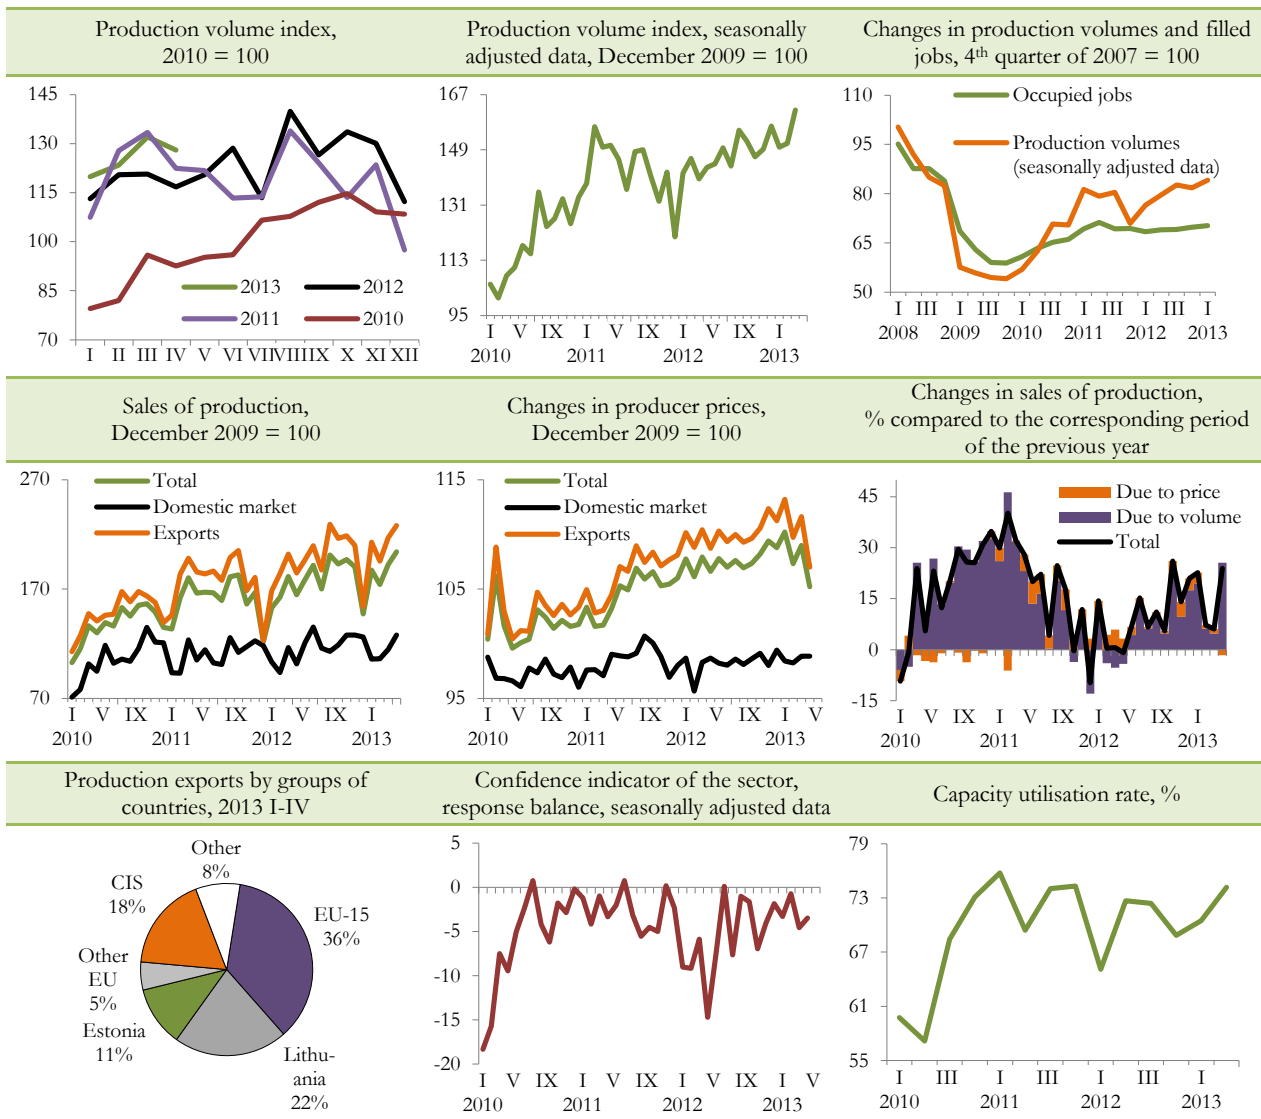 Production volume index,
2010 = 100
145
130
115
100
85
70
2013
2012
2011
2010
I II III IV V VI VII VIII IX X XI XII
Production volume index, seasonally
adjusted data, December 2009 = 100
167
149
131
113
95
I V IX I IX I V IX I
2010 2011 2012 2013
Changes in production volumes and filled
jobs, 4th quarter of 2007 = 100
110
95
80
65
50
Occupied jobs
Production volumes
(seasonally adjusted data)
I III I III I III I III I III I
2008 2009 2010 2011 2012 2013
Sales of production,
December 2009 = 100
270
170
70
Total
Domestic market
Exports
I V IX I V IX I V IX I
2010 2011 2012 2013
Changes in producer prices,
December 2009 = 100
115
105
95
Total
Domestic market
Exports
I V IX I V IX I V IX I V
2010 2011 2012 2013
Changes in sales of production,
% compared to the corresponding period
of the previous year
45
30
15
0
-15
Due to price
Due to volume
Total
I V IX I V IX I V IX I
2010 2011 2012 2013
Production exports by groups of
countries, 2013 I-IV
Other
8%
CIS
18%
EU-15
36%
Other
EU
5%
Estonia
11%
Lithu-
ania
22%
Confidence indicator of the sector,
response balance, seasonally adjusted data
5
0
-5
-10
-15
-20
I V IX I V IX I V IX I V
2010 2011 2012 2013
Capacity utilisation rate, %
79
73
67
61
55
I III I III I III I
2010 2011 2012 2013